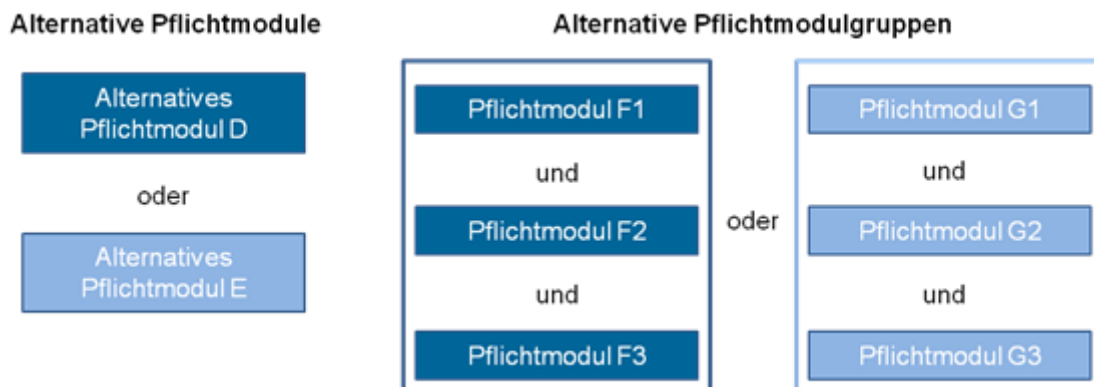 Alternative Pflichtmodule
Alternatives
Pflichtmodul D
oder
Alternatives
Pflichtmodul E
Alternative Pflichtmodulgruppen
Pflichtmodul F1
und
Pflichtmodul F2
und
Pflichtmodul F3
oder
Pflichtmodul G1
und
Pflichtmodul G2
und
Pflichtmodul G3